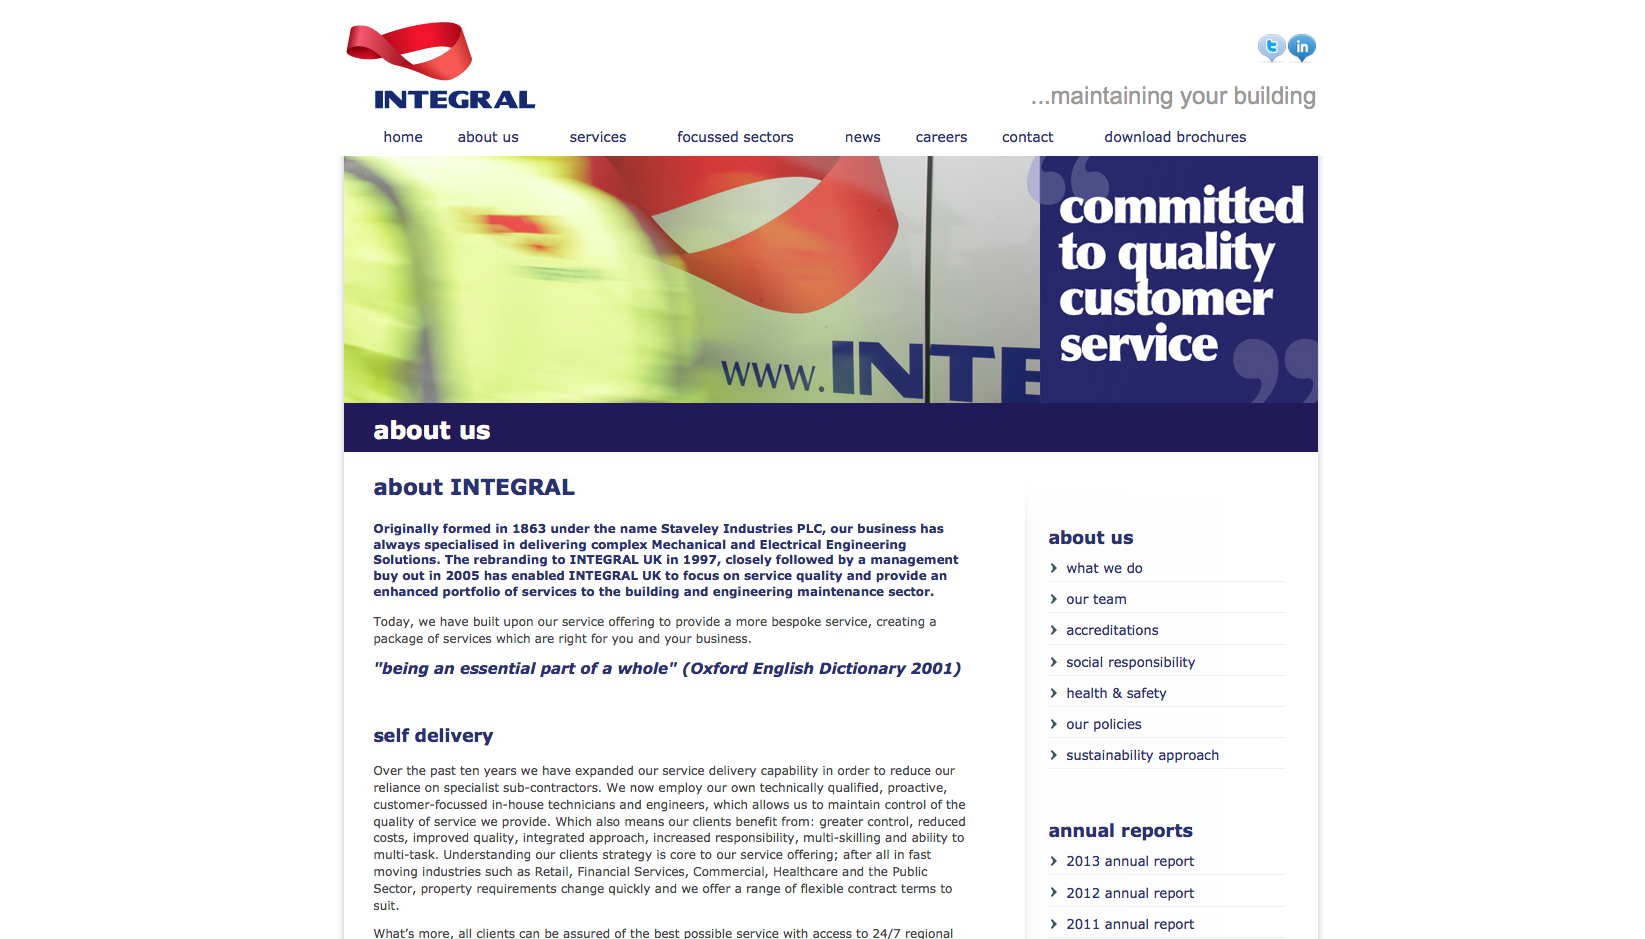 INTEGRAL
...maintaining your building
home about us services focussed sectors news careers contact download brochures
www.INTE
committed
to quality
customer
service
about us
about INTEGRAL
Originally formed in 1863 under the name Staveley Industries PLC, our business has
always specialised in delivering complex Mechanical and Electrical Engineering
Solutions. The rebranding to INTEGRAL UK in 1997, closely followed by a management
buy out in 2005 has enabled INTEGRAL UK to focus on service quality and provide an
enhanced portfolio of services to the building and engineering maintenance sector.
Today, we have built upon our service offering to provide a more bespoke service, creating a
package of services which are right for you and your business.
"being an essential part of a whole" (Oxford English Dictionary 2001)
self delivery
Over the past ten years we have expanded our service delivery capability in order to reduce our
reliance on specialist sub-contractors. We now employ our own technically qualified, proactive,
customer-focussed in-house technicians and engineers, which allows us to maintain control of the
quality of service we provide. Which also means our clients benefit from: greater control, reduced
costs, improved quality, integrated approach, increased responsibility, multi-skilling and ability to
multi-task. Understanding our clients strategy is core to our service offering; after all in fast
moving industries such as Retail, Financial Services, Commercial, Healthcare and the Public
Sector, property requirements change quickly and we offer a range of flexible contract terms to
suit.
What's more, all clients can be assured of the best possible service with access to 24/7 regional
about us
what we do
our team
accreditations
social responsibility
health & safety
our policies
sustainability approach
annual reports
2013 annual report
2012 annual report
2011 annual report